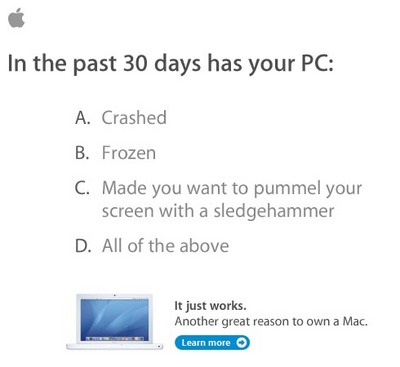 In the past 30 days has your PC:
A. Crashed
B. Frozen
C. Made you want to pummel your
screen with a sledgehammer
D. All of the above
It just works.
Another great reason to own a Mac.
Learn more